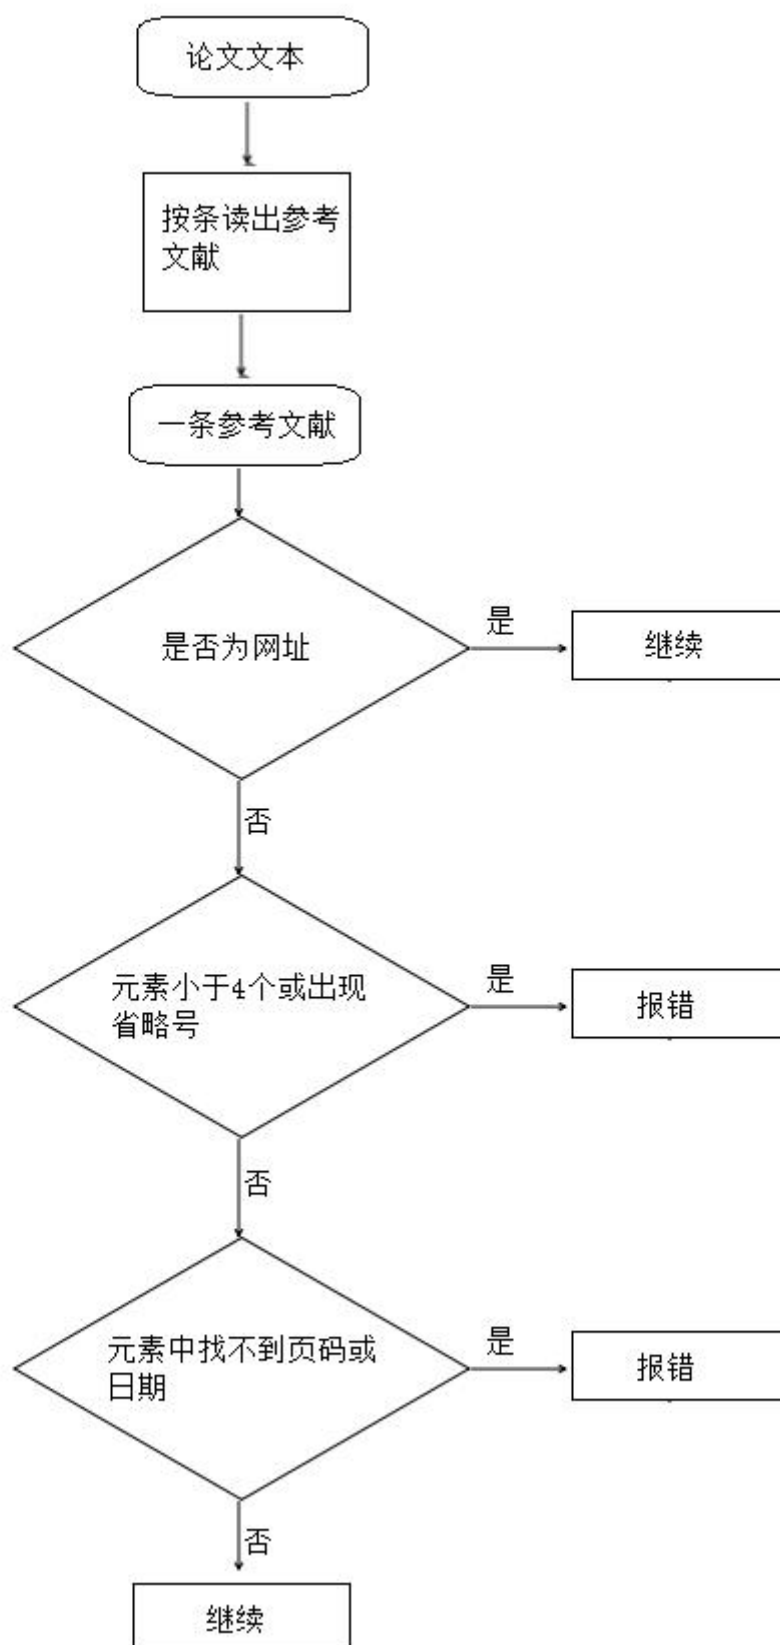 论文文本
按条读出参考
文献
一条参考文献
是否为网址
是
继续
否
元素小于4个或出现
省略号
是
报错
否
元素中找不到页码或
日期
是
报错
否
继续